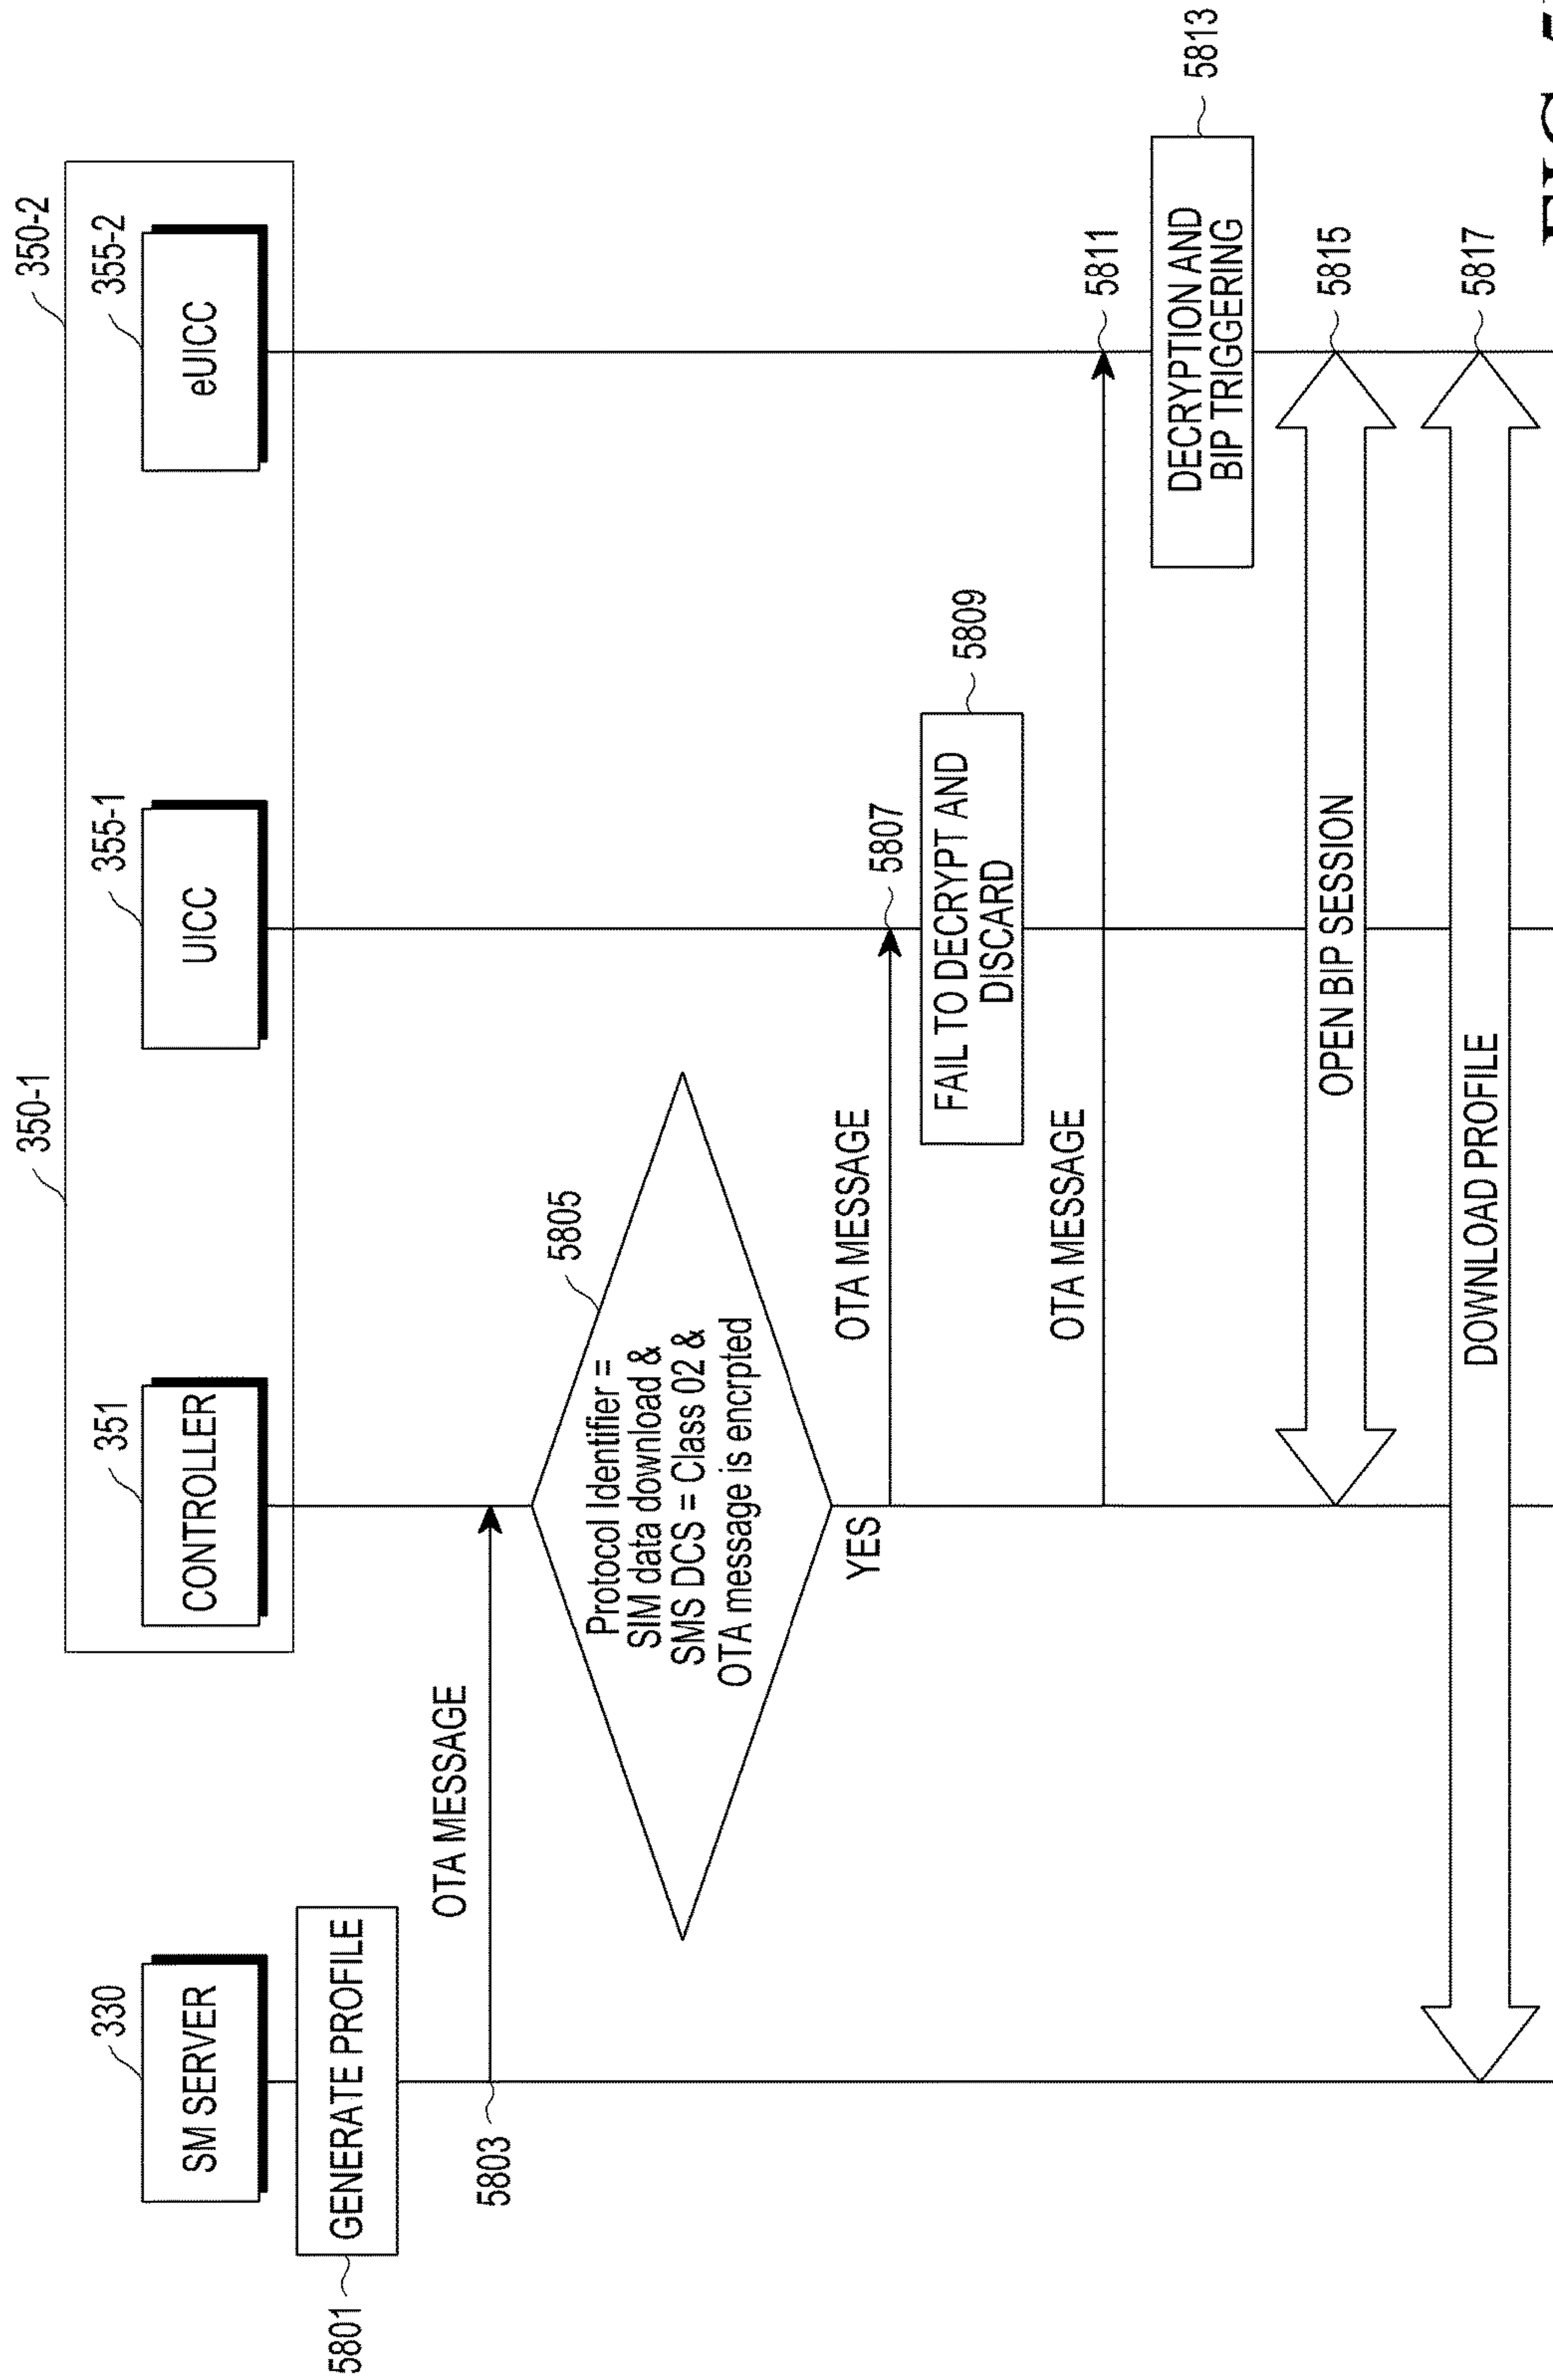 350-1
350-2
330
351
355-1
355-2
SM SERVER
CONTROLLER
UICC
eUICC
5801
GENERATE PROFILE
OTA MESSAGE
5803
5805
Protocol Identifier =
SIM data download &
SMS DCS = Class 02 &
OTA message is encrpted
YES
OTA MESSAGE
5807
FAIL TO DECRYPT AND
DISCARD
5809
OTA MESSAGE
5811
DECRYPTION AND
BIP TRIGGERING
5813
OPEN BIP SESSION
5815
DOWNLOAD PROFILE
5817